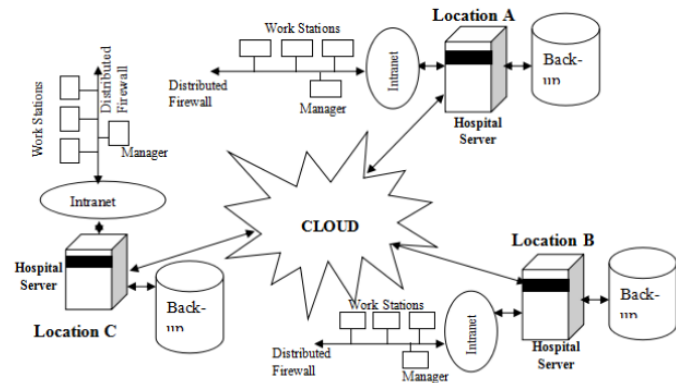 Location A
Work Stations
Distributed
Firewall
Manager
Intranet
Back-
up
Hospital
Server
Work Stations
Distributed
Firewall
Manager
Intranet
Hospital
Server
Back-
up
Location C
CLOUD
Location B
Work Stations
Distributed
Firewall
Manager
Intranet
Back-
up
Hospital
Server